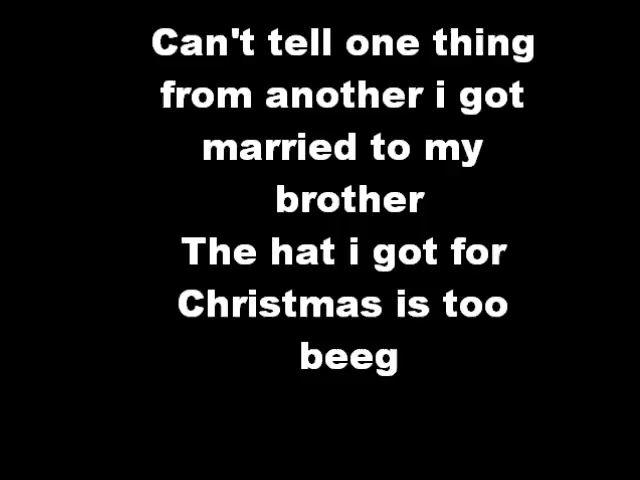 Can't tell one thing
from another i got
married to my
brother
The hat i got for
Christmas is too
beeg